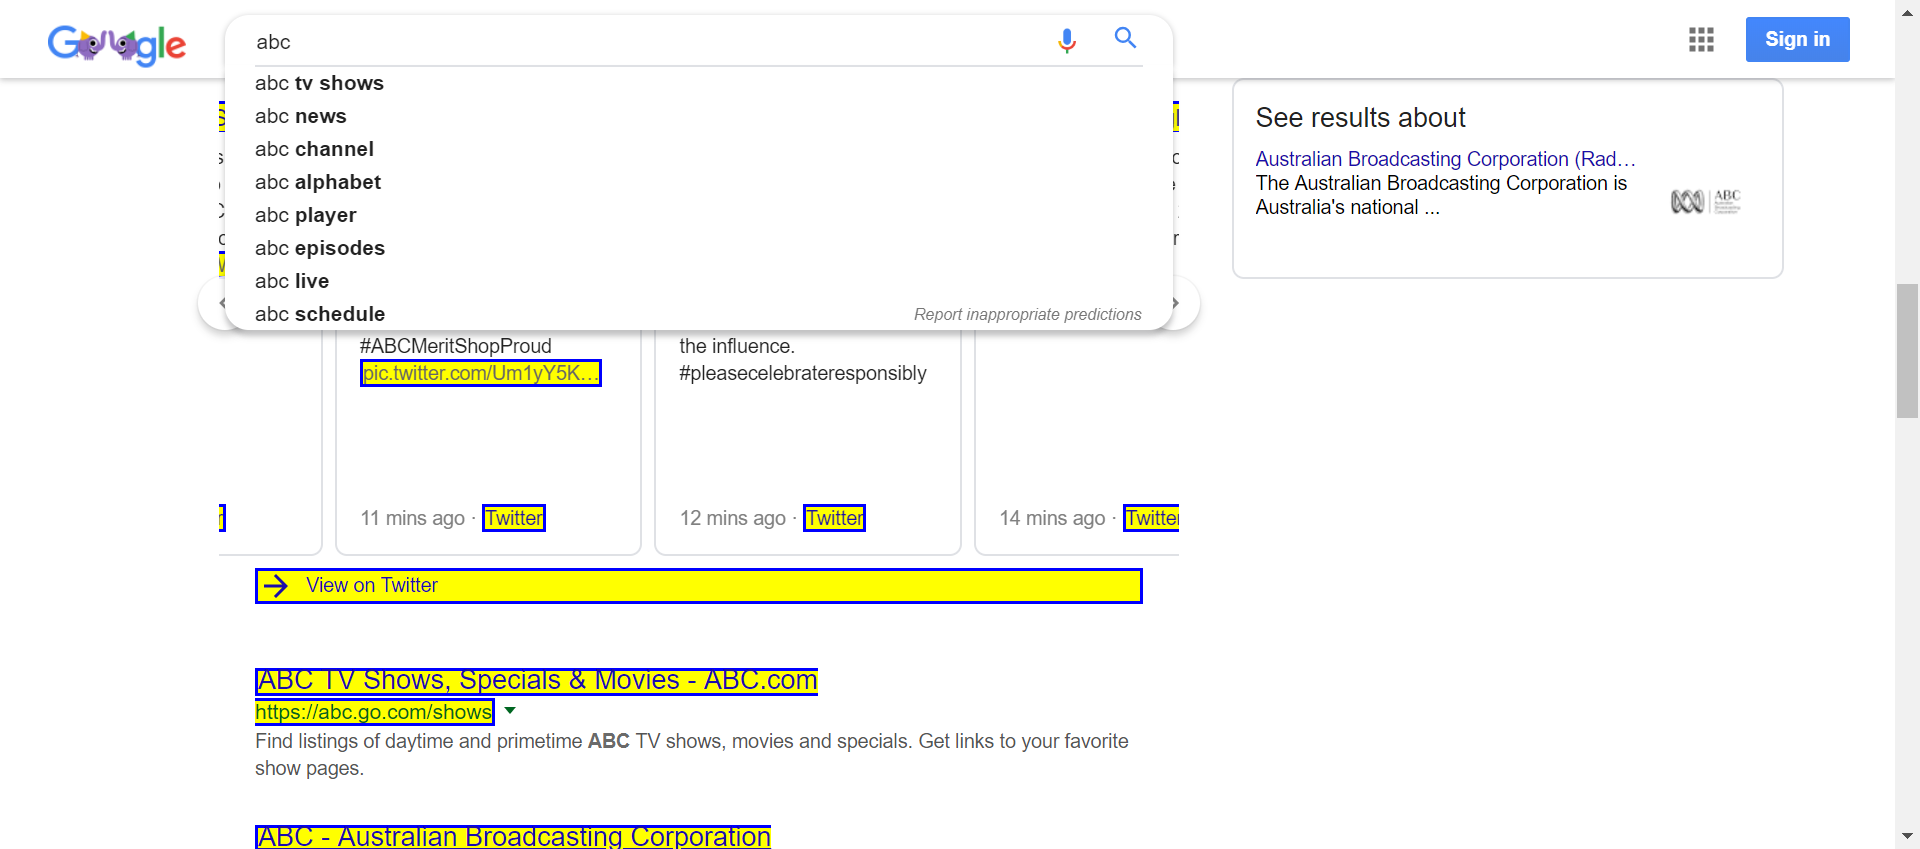 Google
abc
Sign in
abc tv shows
abc news
abc channel
abc alphabet
abc player
abc episodes
abc live
abc schedule
Report inappropriate predictions
See results about
Australian Broadcasting Corporation (Rad...
The Australian Broadcasting Corporation is
Australia's national ...
ABC
#ABCMeritShopProud
pic.twitter.com/Um1yY5K...
11 mins ago · Twitter
the influence.
#pleasecelebrateresponsibly
12 mins ago · Twitter
14 mins ago · Twitter
View on Twitter
ABC TV Shows, Specials & Movies - ABC.com
https://abc.go.com/shows
Find listings of daytime and primetime ABC TV shows, movies and specials. Get links to your favorite
show pages.
ABC - Australian Broadcasting Corporation